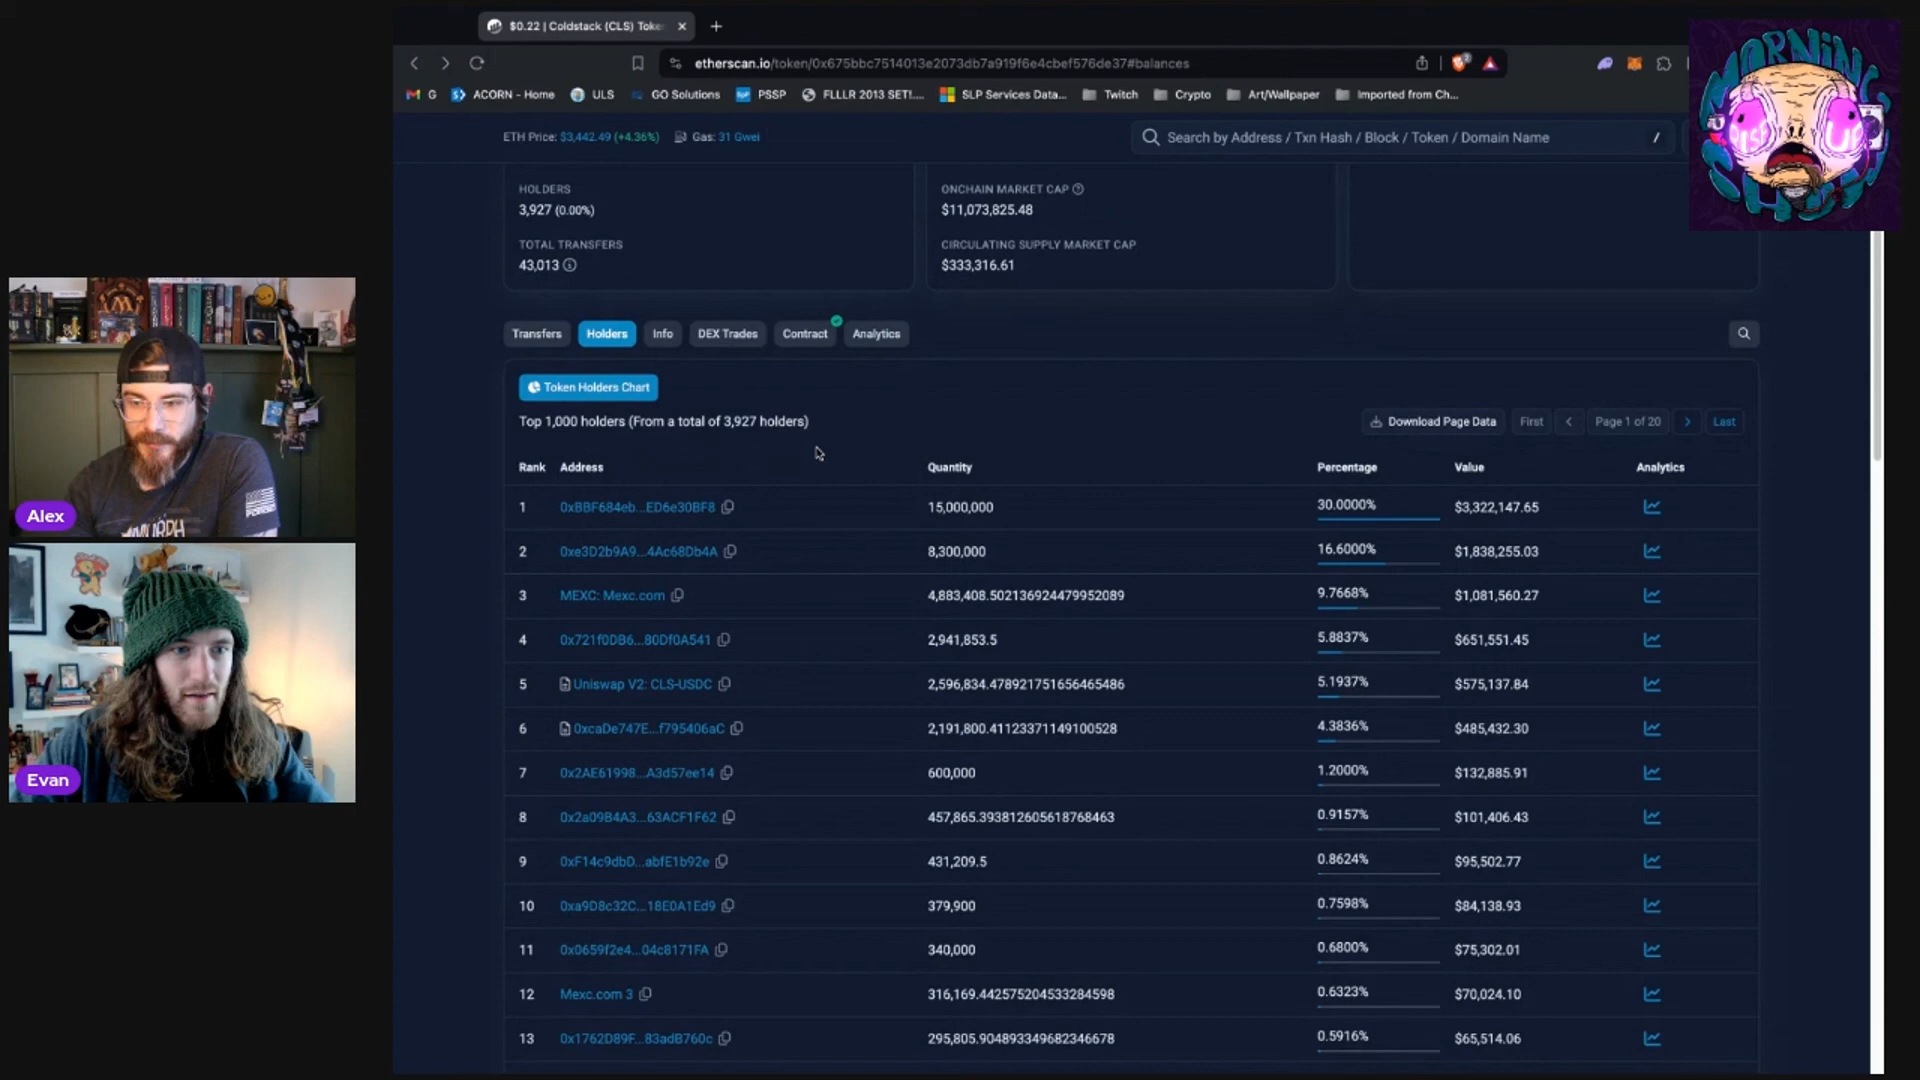 $0.22 | Coldstack (CLS) Toke
etherscan.io/token/0x675bbc7514013e2073db7a919f6e4cbef576de37#balances
G
ACORN - Home
ULS
GO Solutions
PSSP
FLLLR 2013 SET!....
SLP Services Data...
Twitch
Crypto
Art/Wallpaper
Imported from Ch...
MORNING
RISE UP
ETH Price: $3,442.49 (+4.36%)
Gas: 31 Gwei
Search by Address / Txn Hash / Block / Token / Domain Name
/
HOLDERS
3,927 (0.00%)
TOTAL TRANSFERS
43,013
ONCHAIN MARKET CAP
$11,073,825.48
CIRCULATING SUPPLY MARKET CAP
$333,316.61
Transfers Holders Info DEX Trades Contract Analytics
Token Holders Chart
Top 1,000 holders (From a total of 3,927 holders)
Download Page Data First Page 1 of 20 Last
Rank Address Quantity Percentage Value Analytics
1 0xBBF684eb...ED6e30BF8 15,000,000 30.0000% $3,322,147.65
2 0xe3D2b9A9...4Ac68Db4A 8,300,000 16.6000% $1,838,255.03
3 MEXC: Mexc.com 4,883,408.502136924479952089 9.7668% $1,081,560.27
4 0x721f0DB6...80Df0A541 2,941,853.5 5.8837% $651,551.45
5 Uniswap V2: CLS-USDC 2,596,834.478921751656465486 5.1937% $575,137.84
6 0xcaDe747E...f795406aC 2,191,800.41123371149100528 4.3836% $485,432.30
7 0x2AE61998...A3d57ee14 600,000 1.2000% $132,885.91
8 0x2a09B4A3...63ACF1F62 457,865.393812605618768463 0.9157% $101,406.43
9 0xF14c9dbD...abfE1b92e 431,209.5 0.8624% $95,502.77
10 0xa9D8c32C...18E0A1Ed9 379,900 0.7598% $84,138.93
11 0x0659f2e4...04c8171FA 340,000 0.6800% $75,302.01
12 Mexc.com 3 316,169.442575204533284598 0.6323% $70,024.10
13 0x1762D89F...83adB760c 295,805.904893349682346678 0.5916% $65,514.06
Alex
Evan